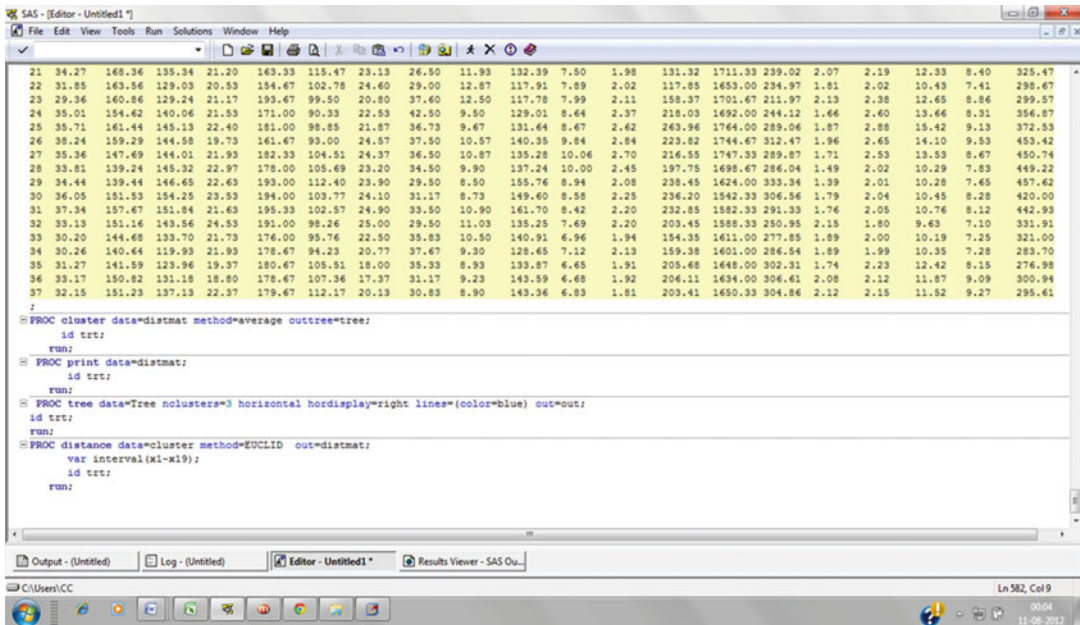 SAS - [Editor - Untitled1 *]
File Edit View Tools Run Solutions Window Help
21 34.27 168.36 135.34 21.20 163.33 115.47 23.13 26.50 11.93 132.39 7.50 1.98 131.32 1711.33 239.02 2.07 2.19 12.33 8.40 325.47
22 31.85 163.56 129.03 20.53 154.67 102.78 24.60 29.00 12.87 117.91 7.89 2.02 117.85 1653.00 234.97 1.81 2.02 10.43 7.41 298.67
23 29.36 160.86 129.24 21.17 193.67 99.50 20.80 37.60 12.50 117.78 7.99 2.11 158.37 1701.67 211.97 2.13 2.38 12.65 8.86 299.57
24 35.01 154.62 140.06 21.53 171.00 90.33 22.53 42.50 9.50 129.01 8.64 2.37 218.03 1692.00 244.12 1.66 2.60 13.66 8.31 356.87
25 35.71 161.44 145.13 22.40 181.00 98.85 21.87 36.73 9.67 131.64 8.67 2.62 263.96 1764.00 289.06 1.87 2.88 15.42 9.13 372.53
26 38.24 159.29 144.58 19.73 161.67 93.00 24.57 37.50 10.57 140.35 9.84 2.84 223.82 1744.67 312.47 1.96 2.65 14.10 9.53 453.42
27 35.36 147.69 144.01 21.93 182.33 104.51 24.37 36.50 10.87 135.28 10.06 2.70 216.55 1747.33 289.87 1.71 2.53 13.53 8.67 450.74
28 33.81 139.24 145.32 22.97 178.00 105.69 23.20 34.50 9.90 137.24 10.00 2.45 197.75 1698.67 286.04 1.49 2.02 10.29 7.83 449.22
29 34.44 139.44 146.65 22.63 193.00 112.40 23.90 29.50 8.50 155.76 8.94 2.08 238.45 1624.00 333.34 1.39 2.01 10.28 7.65 457.62
30 36.05 151.53 154.25 23.53 194.00 103.77 24.10 31.17 8.73 149.60 8.58 2.25 236.20 1542.33 306.56 1.79 2.04 10.45 8.28 420.00
31 37.34 157.67 151.84 21.63 195.33 102.57 24.90 33.50 10.90 161.70 8.42 2.20 232.85 1582.33 291.33 1.76 2.05 10.76 8.12 442.93
32 33.13 151.16 143.56 24.53 191.00 98.26 25.00 29.50 11.03 135.25 7.69 2.20 203.45 1588.33 250.95 2.15 1.80 9.63 7.10 331.91
33 30.20 144.68 133.70 21.73 176.00 95.76 22.50 35.83 10.50 140.91 6.96 1.94 154.35 1611.00 277.85 1.89 2.00 10.19 7.25 321.00
34 30.26 140.64 119.93 21.93 178.67 94.23 20.77 37.67 9.30 128.65 7.12 2.13 159.38 1601.00 286.54 1.89 1.99 10.35 7.28 283.70
35 31.27 141.59 123.96 19.37 180.67 105.51 18.00 35.33 8.93 133.87 6.65 1.91 205.68 1648.00 302.31 1.74 2.23 12.42 8.15 276.98
36 33.17 150.82 131.18 18.80 178.67 107.36 17.37 31.17 9.23 143.59 6.68 1.92 206.11 1634.00 306.61 2.08 2.12 11.87 9.09 300.94
37 32.15 151.23 137.13 22.37 179.67 112.17 20.13 30.83 8.90 143.36 6.83 1.81 203.41 1650.33 304.86 2.12 2.15 11.52 9.27 295.61
;
PROC cluster data=distmat method=average outtree=tree;
id trt;
run;
PROC print data=distmat;
id trt;
run;
PROC tree data=Tree nclusters=3 horizontal hordisplay=right lines=(color=blue) out=out;
id trt;
run;
PROC distance data=cluster method=EUCLID out=distmat;
var interval(x1-x19);
id trt;
run;
Output - (Untitled) Log - (Untitled) Editor - Untitled1 * Results Viewer - SAS Ou...
C:\Users\CC Ln 582, Col 9
00:04
11-08-2012